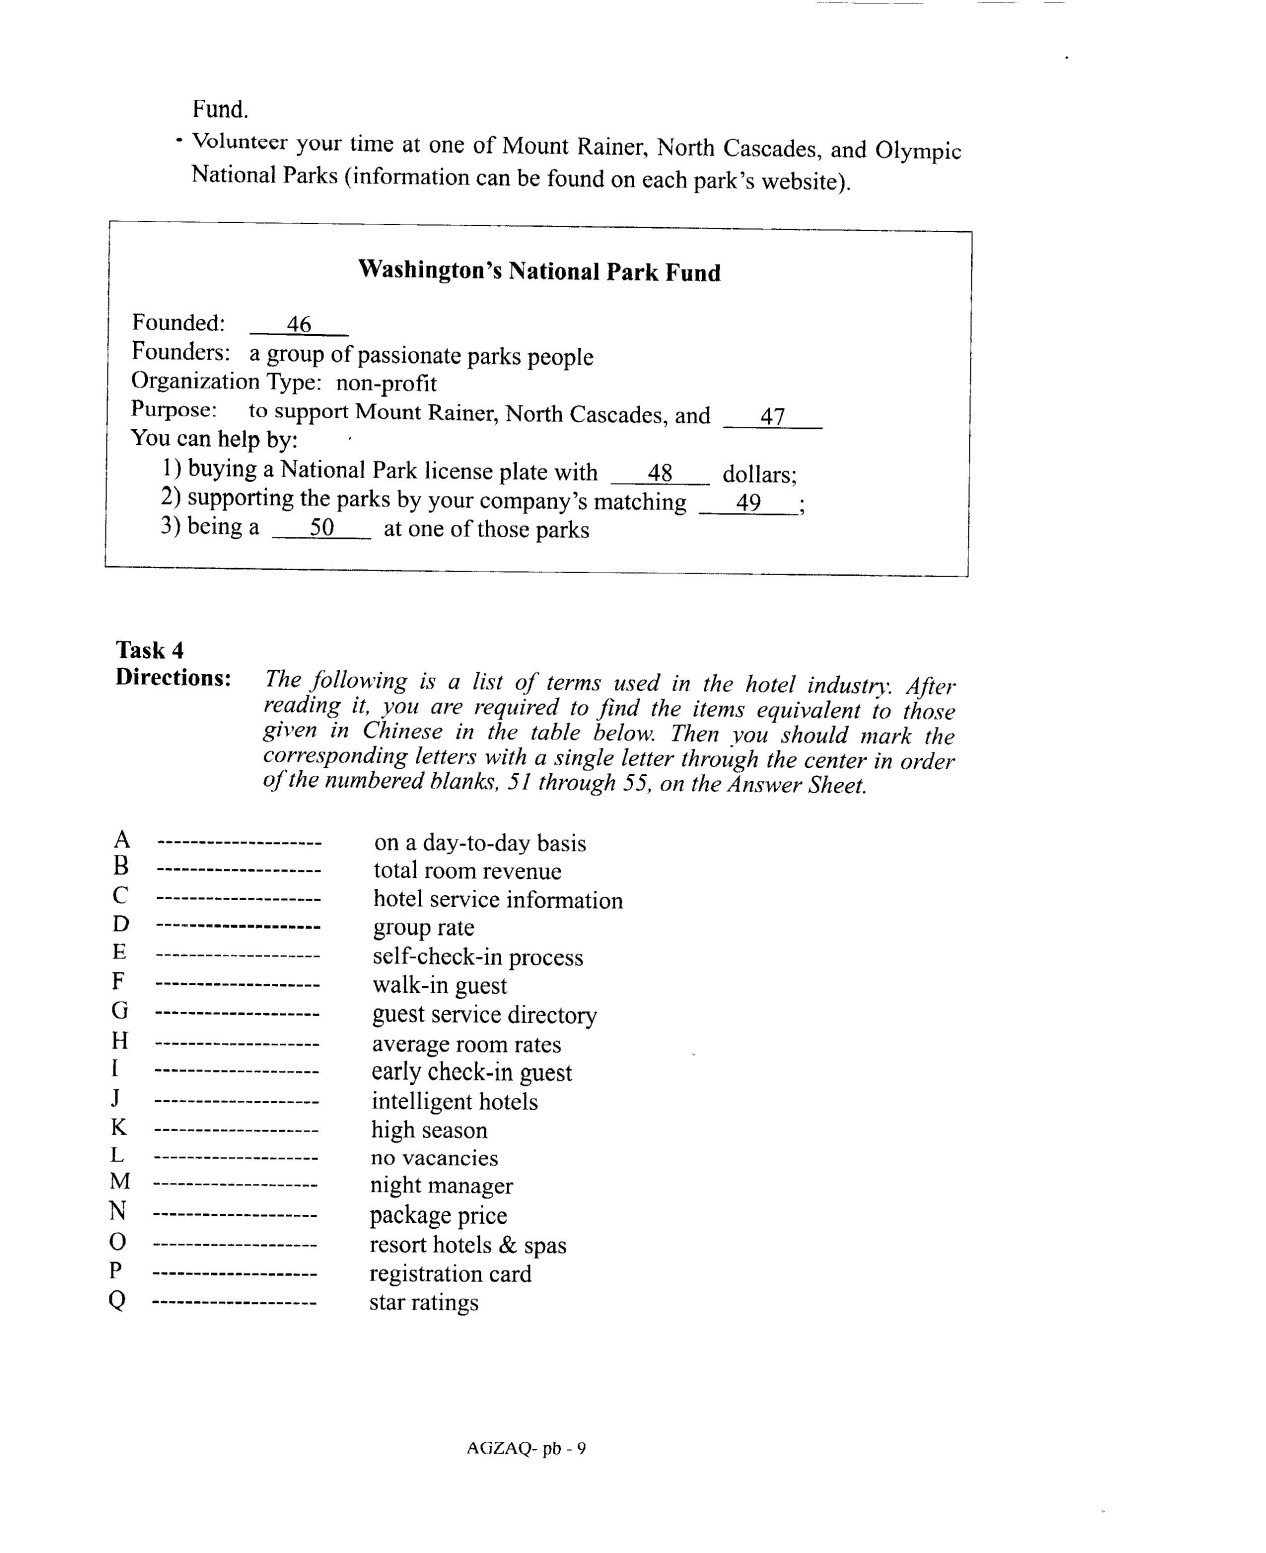 Fund.
- Volunteer your time at one of Mount Rainer, North Cascades, and Olympic
National Parks (information can be found on each park's website).
Washington's National Park Fund
Founded: 46
Founders: a group of passionate parks people
Organization Type: non-profit
Purpose: to support Mount Rainer, North Cascades, and 47
You can help by:
1) buying a National Park license plate with 48 dollars;
2) supporting the parks by your company's matching 49 ;
3) being a 50 at one of those parks
Task 4
Directions: The following is a list of terms used in the hotel industry. After
reading it, you are required to find the items equivalent to those
given in Chinese in the table below. Then you should mark the
corresponding letters with a single letter through the center in order
of the numbered blanks, 51 through 55, on the Answer Sheet.
A -------------------- on a day-to-day basis
B -------------------- total room revenue
C -------------------- hotel service information
D -------------------- group rate
E -------------------- self-check-in process
F -------------------- walk-in guest
G -------------------- guest service directory
H -------------------- average room rates
I -------------------- early check-in guest
J -------------------- intelligent hotels
K -------------------- high season
L -------------------- no vacancies
M -------------------- night manager
N -------------------- package price
O -------------------- resort hotels & spas
P -------------------- registration card
Q -------------------- star ratings
AGZAQ- pb - 9